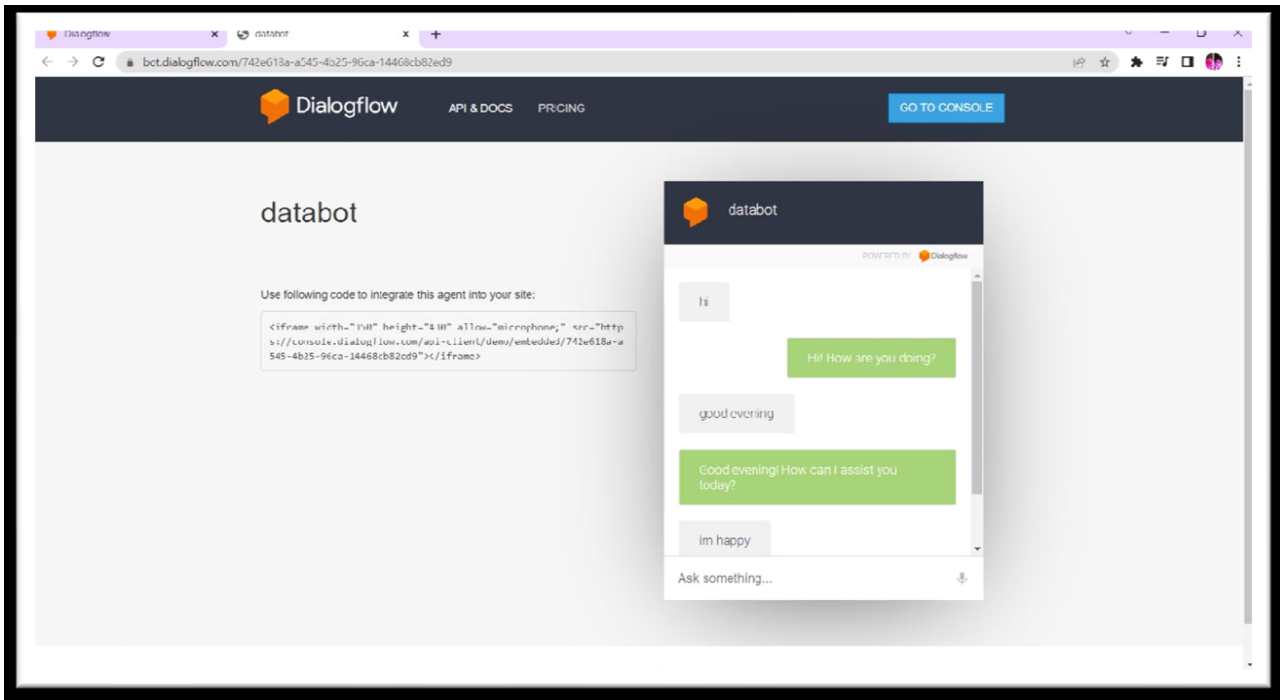 Dialogflow
databot
bot.dialogflow.com/742e618a-a545-4b25-96ca-14468cb82ed9
Dialogflow
API & DOCS
PRICING
GO TO CONSOLE
databot
Use following code to integrate this agent into your site:
<iframe width="350" height="430" allow="microphone;" src="http
s://console.dialogflow.com/api-client/demo/embedded/742e618a-a
545-4b25-96ca-14468cb82ed9"></iframe>
databot
POWERED BY Dialogflow
hi
Hi! How are you doing?
good evening
Good evening! How can I assist you
today?
im happy
Ask something...